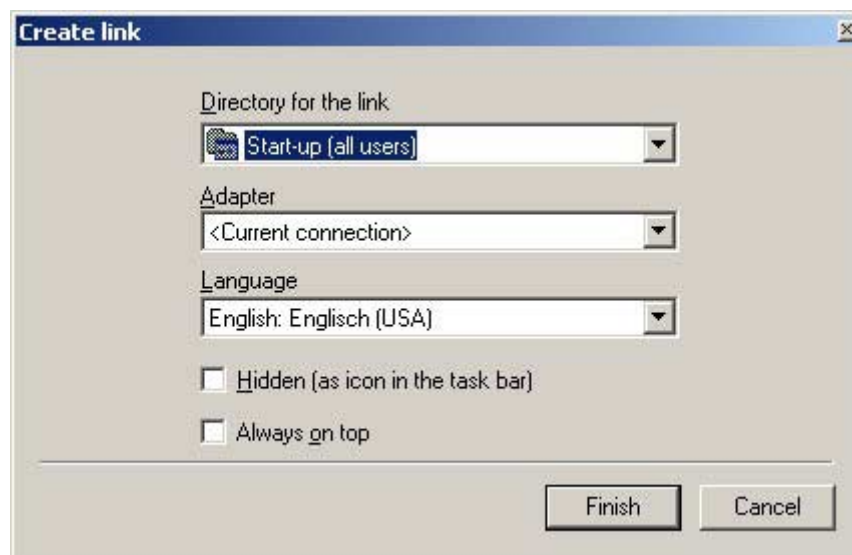 Create link
Directory for the link
Start-up (all users)
Adapter
<Current connection>
Language
English: Englisch (USA)
Hidden (as icon in the task bar)
Always on top
Finish Cancel